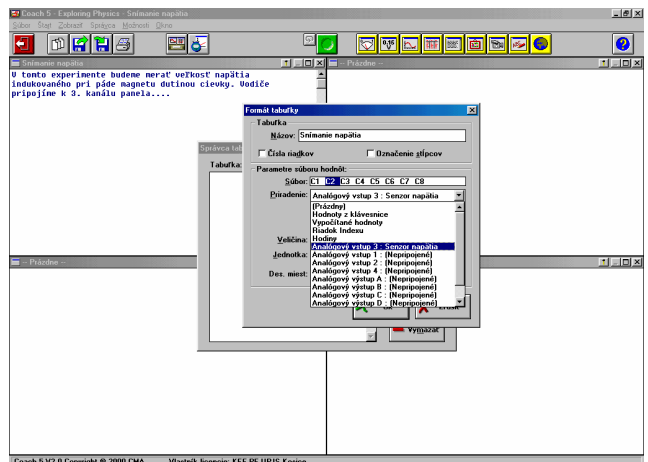 Coach 5 - Exploring Physics - Snímanie napätia
Súbor Štart Zobraziť Správca Možnosti Okno
0,15
?
Snímanie napätia
-- Prázdne --
V tomto experimente budeme merať veľkosť napätia
indukovaného pri páde magnetu dutinou cievky. Vodiče
pripojíme k 3. kanálu panela....
Formát tabuľky
Tabuľka
Názov: Snímanie napätia
Čísla riadkov
Označenie stĺpcov
Správca tab
Tabuľka:
Parametre súboru hodnôt:
Súbor: C1 C2 C3 C4 C5 C6 C7 C8
Priradenie: Analógový vstup 3 : Senzor napätia
(Prázdny)
Hodnoty z klávesnice
Vypočítané hodnoty
Riadok Indexu
Veličina: Hodiny
Analógový vstup 3 : Senzor napätia
Jednotka: Analógový vstup 1 : (Nepripojené)
Analógový vstup 2 : (Nepripojené)
Des. miest: Analógový vstup 4 : (Nepripojené)
Analógový výstup A : (Nepripojené)
Analógový výstup B : (Nepripojené)
Analógový výstup C : (Nepripojené)
Analógový výstup D : (Nepripojené)
Vymazať
-- Prázdne --
Coach 5 V2.0 Copyright © 2000 CMA Vlastník licencie: KEF PF UPJS Kosice